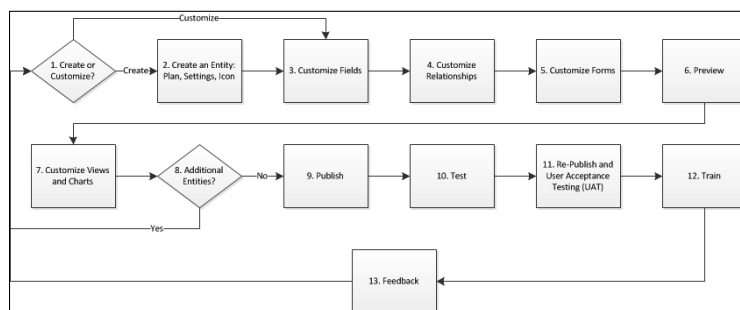 Customize
1. Create or
Customize?
Create
2. Create an Entity:
Plan, Settings, Icon
3. Customize Fields
4. Customize
Relationships
5. Customize Forms
6. Preview
7. Customize Views
and Charts
8. Additional
Entities?
No
9. Publish
10. Test
11. Re-Publish and
User Acceptance
Testing (UAT)
12. Train
Yes
13. Feedback